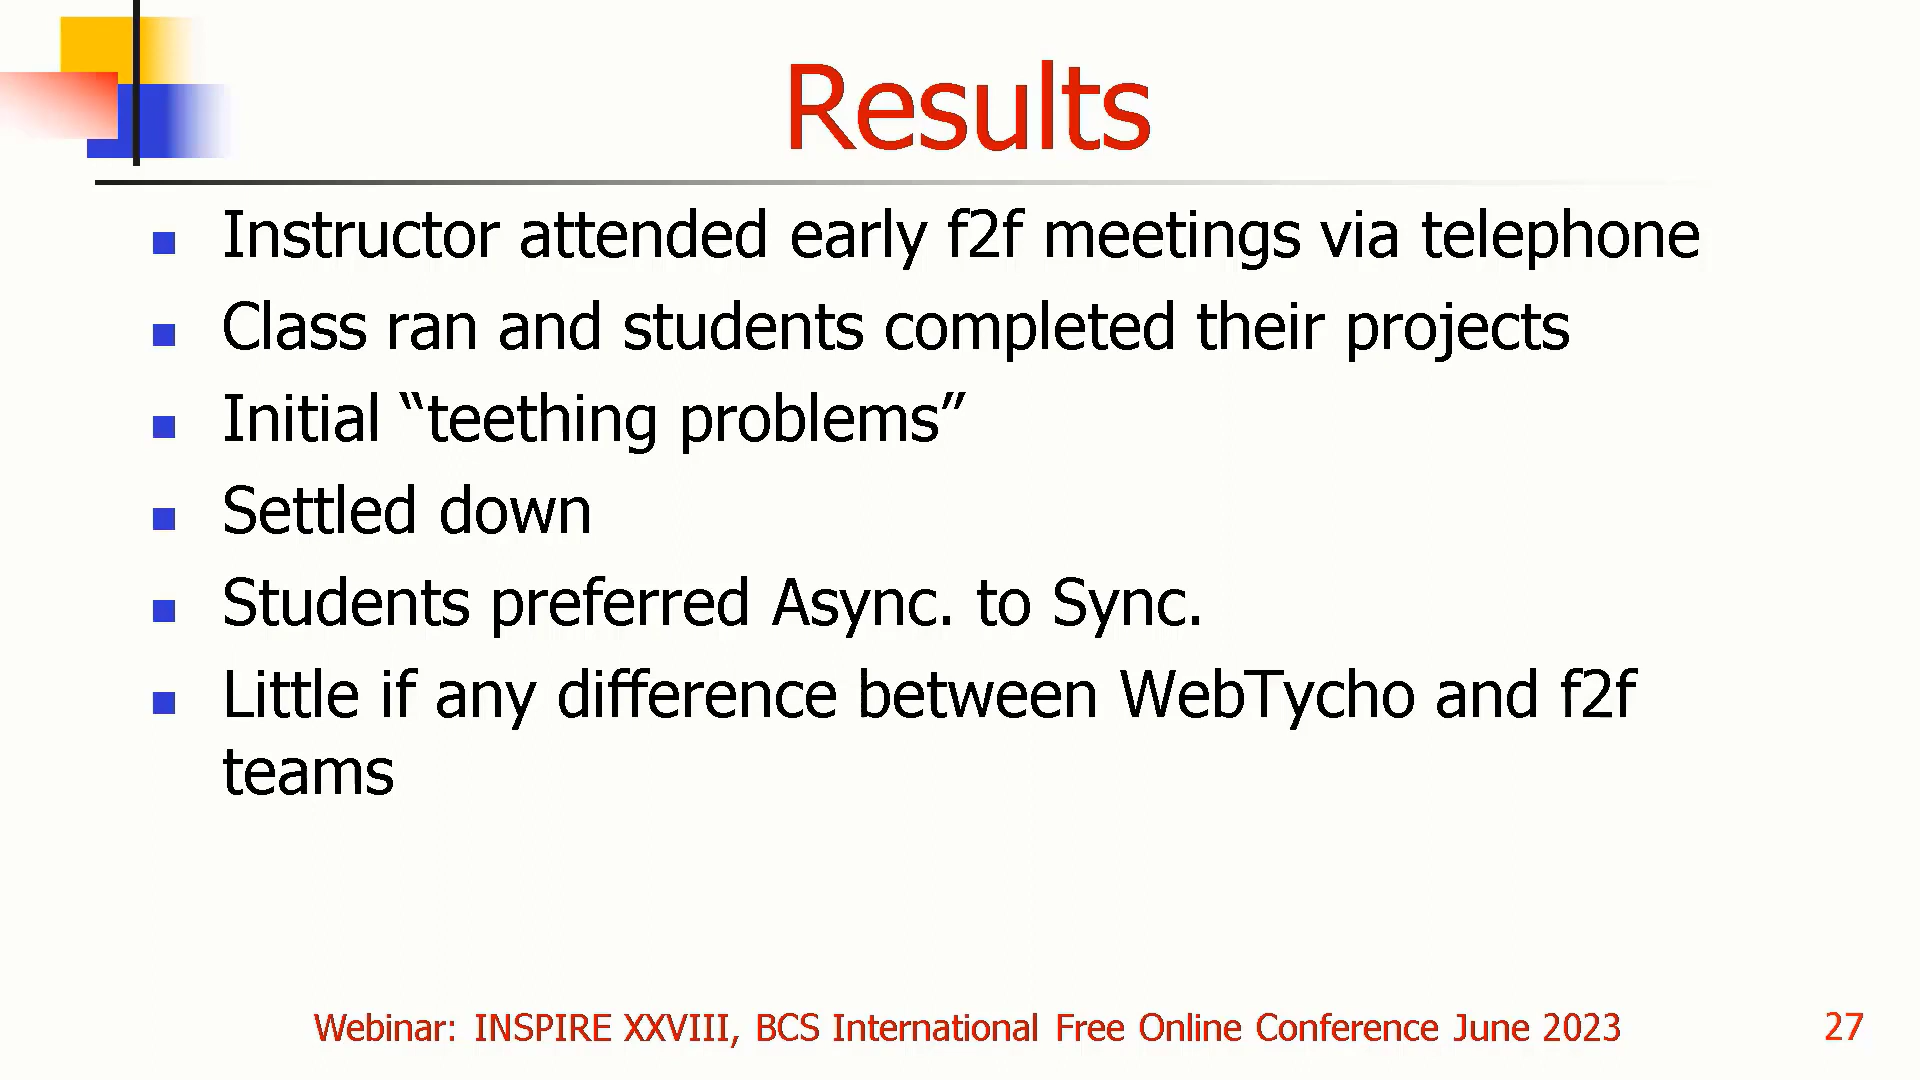 Results
Instructor attended early f2f meetings via telephone
Class ran and students completed their projects
Initial “teething problems”
Settled down
Students preferred Async. to Sync.
Little if any difference between WebTycho and f2f
teams
Webinar: INSPIRE XXVIII, BCS International Free Online Conference June 2023
27